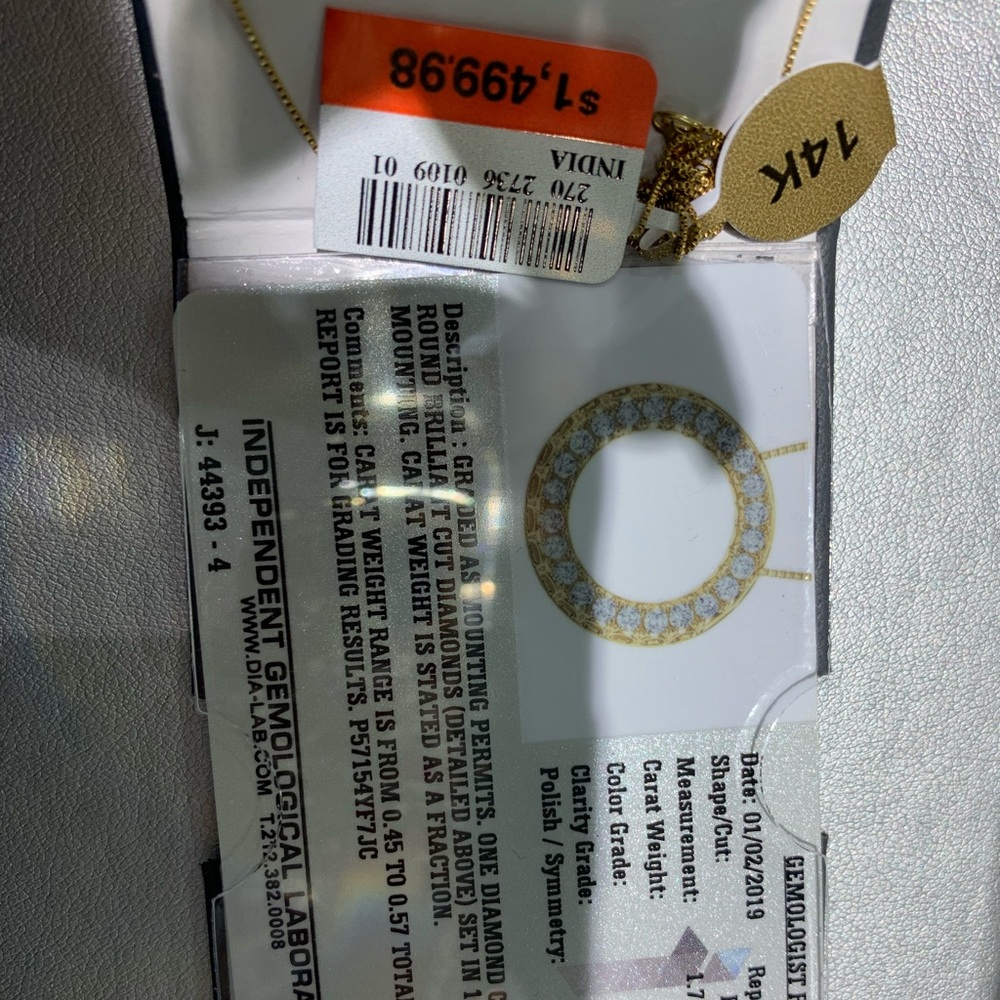 $1,499.98
INDIA
270 2736 0109 01
14K
GEMOLOGIST
Date: 01/02/2019
Shape/Cut:
Measurement: 1.7
Carat Weight:
Color Grade:
Clarity Grade:
Polish / Symmetry:
Description : GRADED AS MOUNTING PERMITS. ONE DIAMOND
ROUND BRILLIANT CUT DIAMONDS (DETAILED ABOVE) SET IN
MOUNTING. CARAT WEIGHT IS STATED AS A FRACTION.
Comments: CARAT WEIGHT RANGE IS FROM 0.45 TO 0.57
REPORT IS FOR GRADING RESULTS. P57154YF7JC
INDEPENDENT GEMOLOGICAL
WWW.DIA-LAB.COM T.212.382.0008
J: 44393 - 4